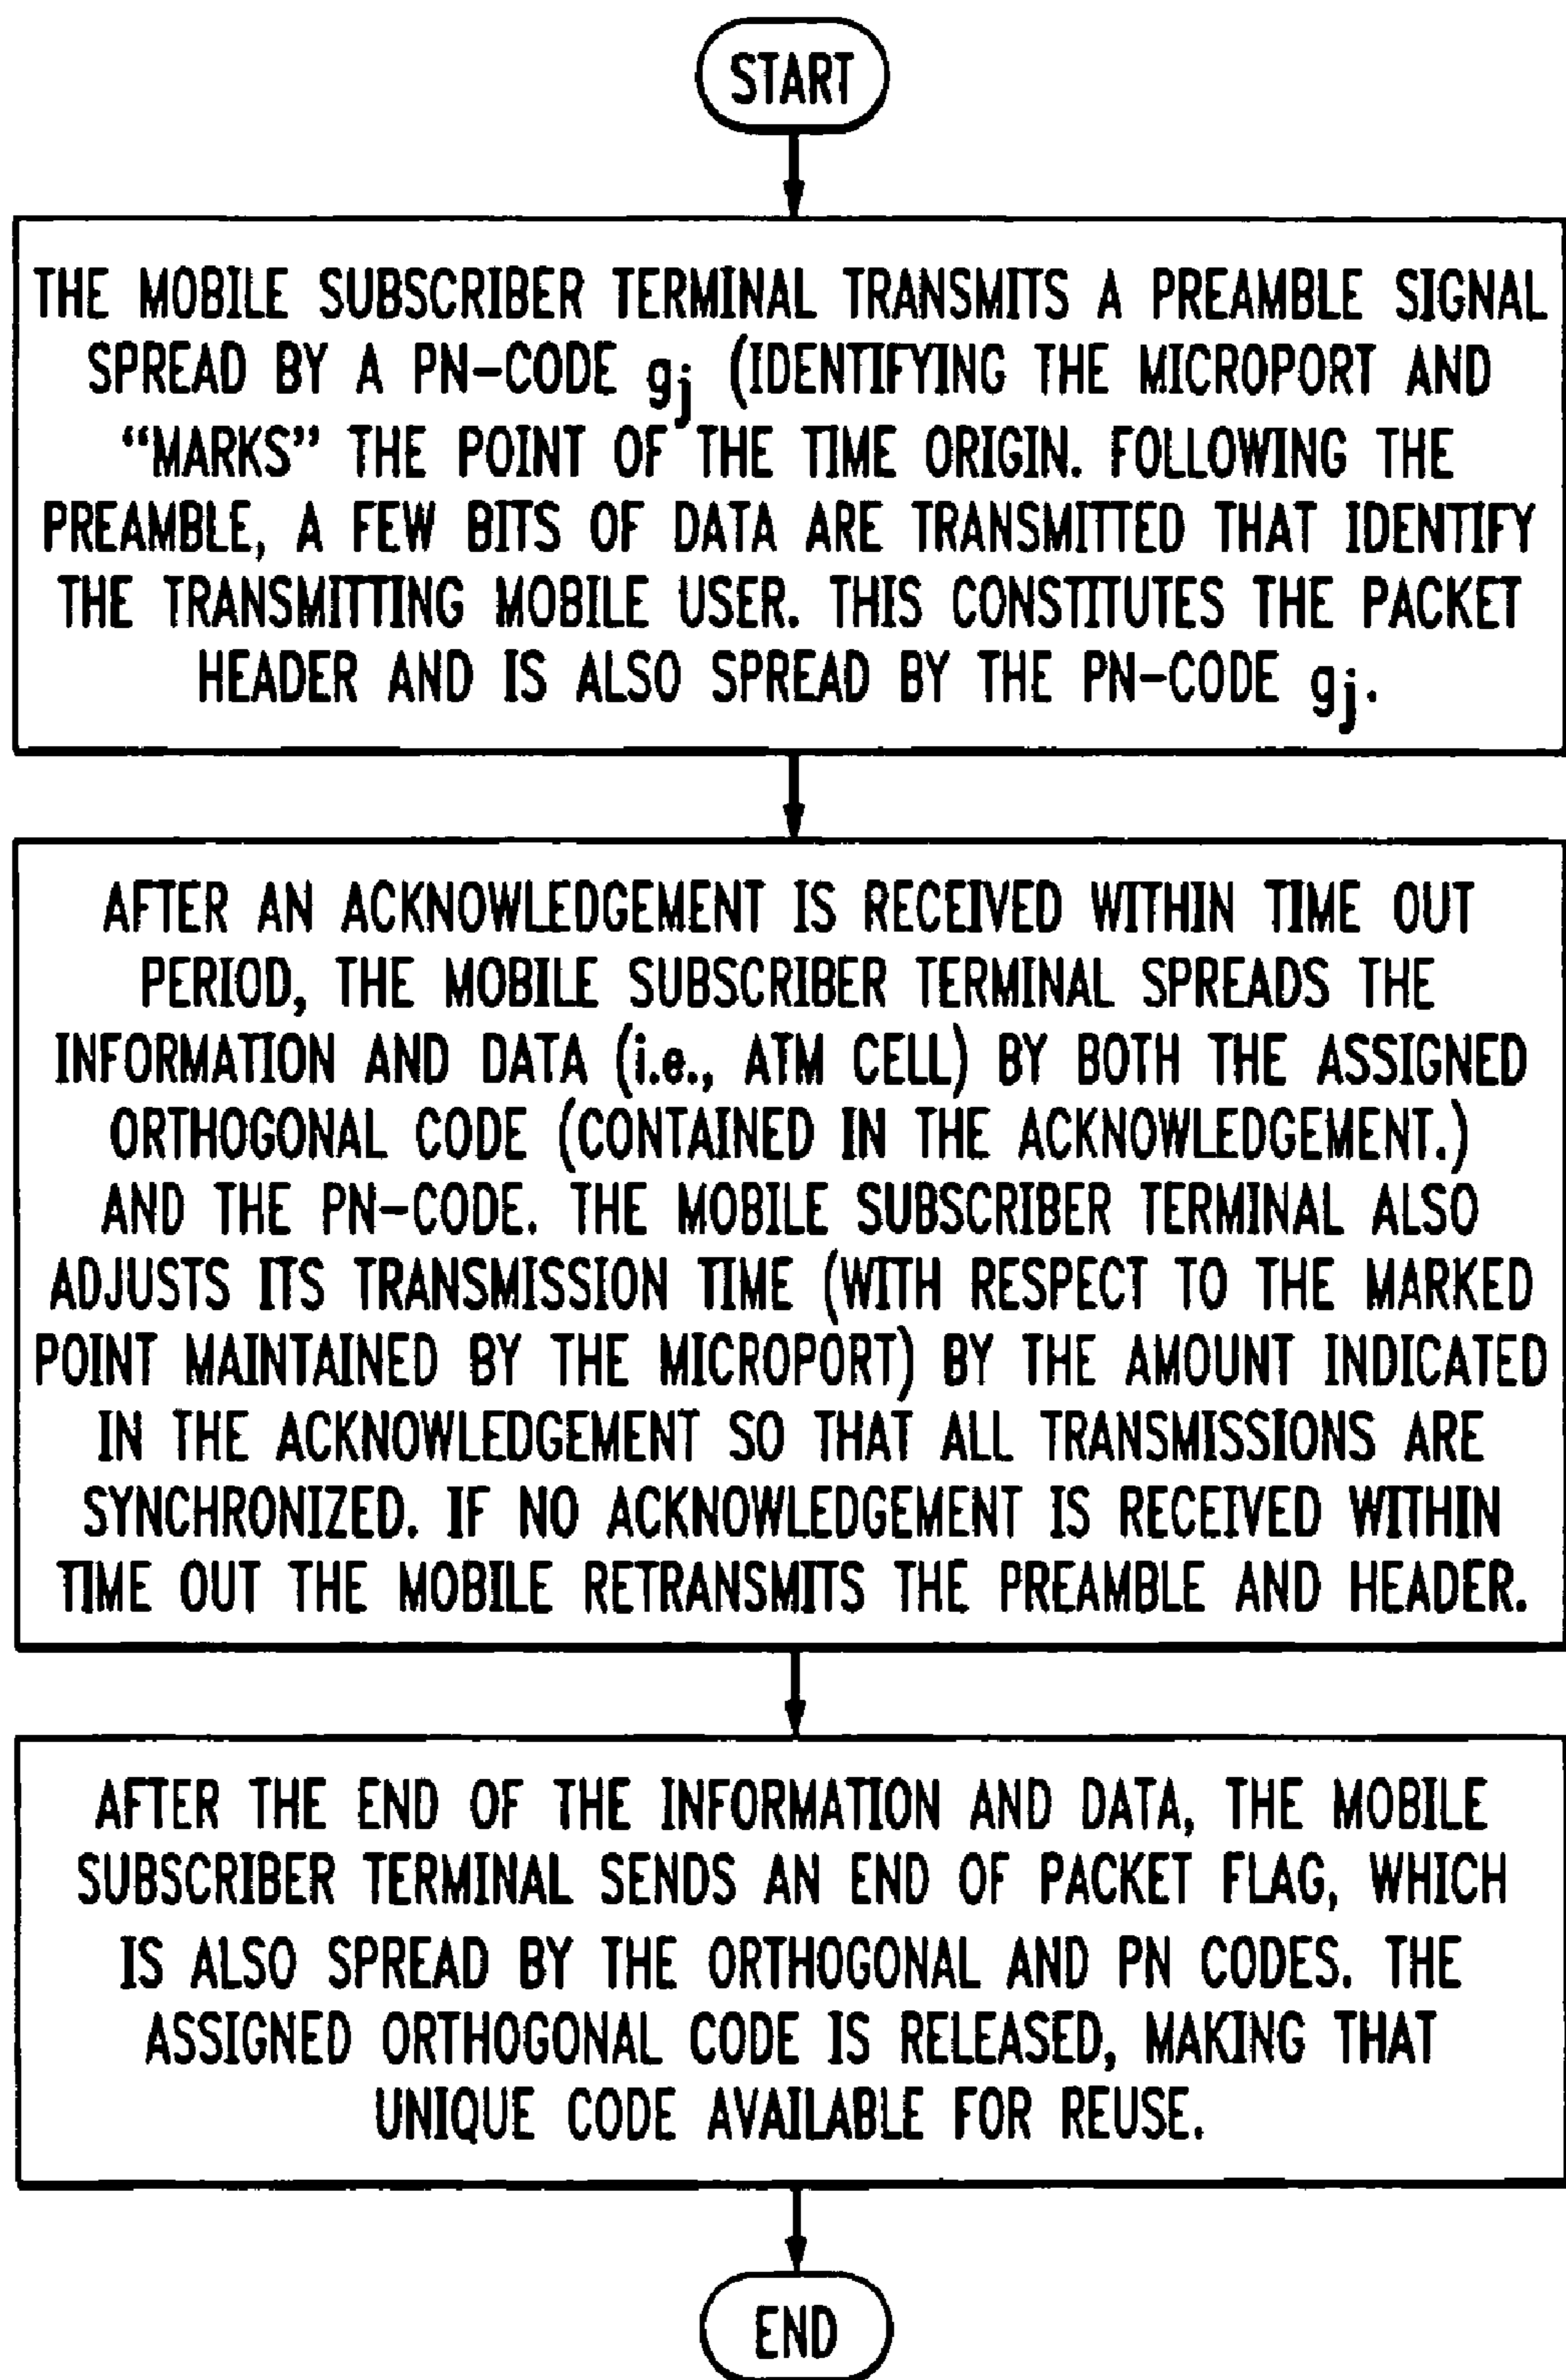 START
THE MOBILE SUBSCRIBER TERMINAL TRANSMITS A PREAMBLE SIGNAL
SPREAD BY A PN-CODE gj (IDENTIFYING THE MICROPORT AND
“MARKS” THE POINT OF THE TIME ORIGIN. FOLLOWING THE
PREAMBLE, A FEW BITS OF DATA ARE TRANSMITTED THAT IDENTIFY
THE TRANSMITTING MOBILE USER. THIS CONSTITUTES THE PACKET
HEADER AND IS ALSO SPREAD BY THE PN-CODE gj.
AFTER AN ACKNOWLEDGEMENT IS RECEIVED WITHIN TIME OUT
PERIOD, THE MOBILE SUBSCRIBER TERMINAL SPREADS THE
INFORMATION AND DATA (i.e., ATM CELL) BY BOTH THE ASSIGNED
ORTHOGONAL CODE (CONTAINED IN THE ACKNOWLEDGEMENT.)
AND THE PN-CODE. THE MOBILE SUBSCRIBER TERMINAL ALSO
ADJUSTS ITS TRANSMISSION TIME (WITH RESPECT TO THE MARKED
POINT MAINTAINED BY THE MICROPORT) BY THE AMOUNT INDICATED
IN THE ACKNOWLEDGEMENT SO THAT ALL TRANSMISSIONS ARE
SYNCHRONIZED. IF NO ACKNOWLEDGEMENT IS RECEIVED WITHIN
TIME OUT THE MOBILE RETRANSMITS THE PREAMBLE AND HEADER.
AFTER THE END OF THE INFORMATION AND DATA, THE MOBILE
SUBSCRIBER TERMINAL SENDS AN END OF PACKET FLAG, WHICH
IS ALSO SPREAD BY THE ORTHOGONAL AND PN CODES. THE
ASSIGNED ORTHOGONAL CODE IS RELEASED, MAKING THAT
UNIQUE CODE AVAILABLE FOR REUSE.
END